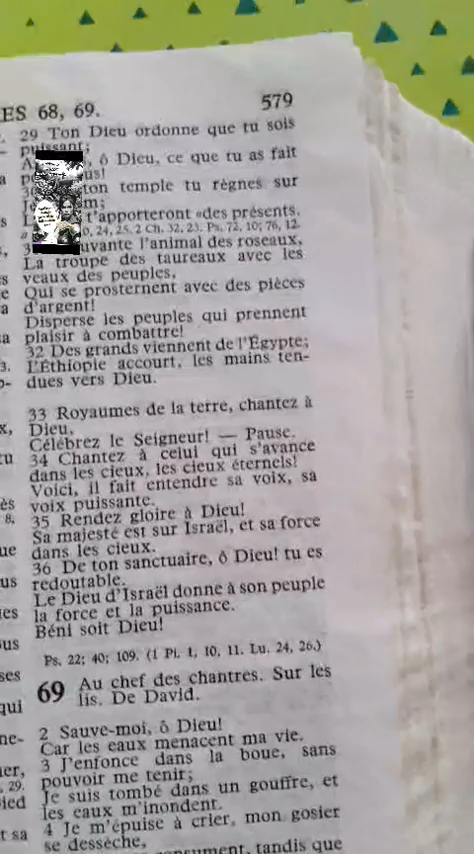 ES 68, 69.
579
29 Ton Dieu ordonne que tu sois
puissant;
ô Dieu, ce que tu as fait
ton temple tu règnes sur
t'apporteront «des présents.
24, 25. 2 Ch. 32, 23. Ps. 72, 10; 76, 12.
l'animal des roseaux,
La troupe des taureaux avec les
veaux des peuples,
Qui se prosternent avec des pièces
d'argent!
Disperse les peuples qui prennent
plaisir à combattre!
32 Des grands viennent de l'Égypte;
L'Éthiopie accourt, les mains ten-
dues vers Dieu.
33 Royaumes de la terre, chantez à
Dieu,
Célébrez le Seigneur! — Pause.
34 Chantez à celui qui s'avance
dans les cieux, les cieux éternels!
Voici, il fait entendre sa voix, sa
voix puissante.
35 Rendez gloire à Dieu!
Sa majesté est sur Israël, et sa force
dans les cieux.
36 De ton sanctuaire, ô Dieu! tu es
redoutable.
Le Dieu d'Israël donne à son peuple
la force et la puissance.
Béni soit Dieu!
Ps. 22; 40; 109. (1 Pi. 1, 10, 11. Lu. 24, 26.)
69 Au chef des chantres. Sur les
lis. De David.
2 Sauve-moi, ô Dieu!
Car les eaux menacent ma vie.
3 J'enfonce dans la boue, sans
pouvoir me tenir;
Je suis tombé dans un gouffre, et
les eaux m'inondent.
4 Je m'épuise à crier, mon gosier
se dessèche,
tandis que